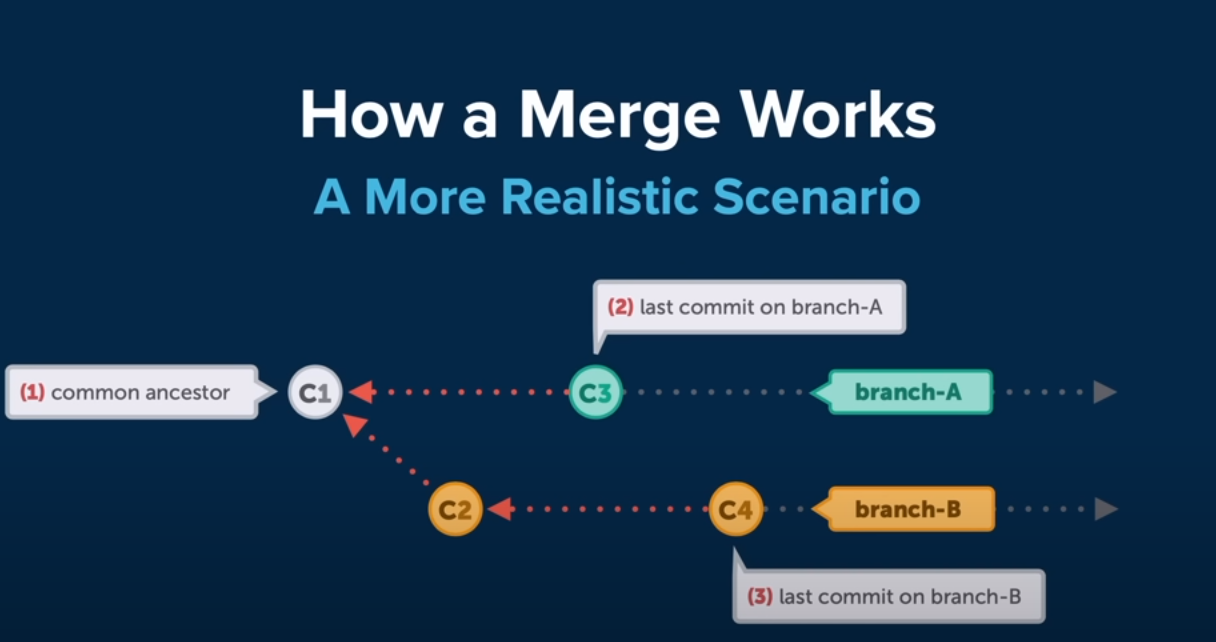 How a Merge Works
A More Realistic Scenario
(2) last commit on branch-A
(1) common ancestor
C1
C3
branch-A
C2
C4
branch-B
(3) last commit on branch-B